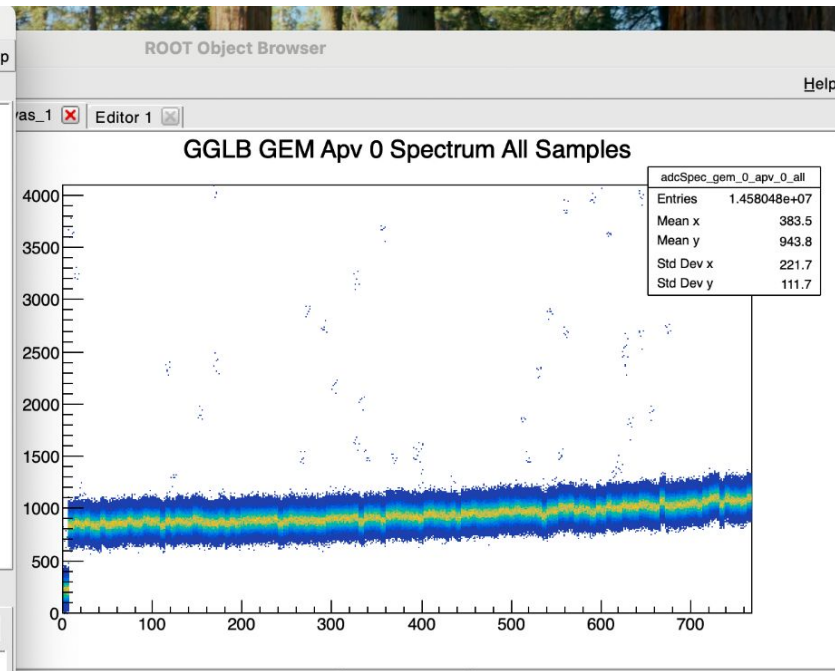 p
ROOT Object Browser
Help
vas_1 Editor 1
GGLB GEM Apv 0 Spectrum All Samples
adcSpec_gem_0_apv_0_all
Entries 1.458048e+07
Mean x 383.5
Mean y 943.8
Std Dev x 221.7
Std Dev y 111.7
4000
3500
3000
2500
2000
1500
1000
500
0
0 100 200 300 400 500 600 700